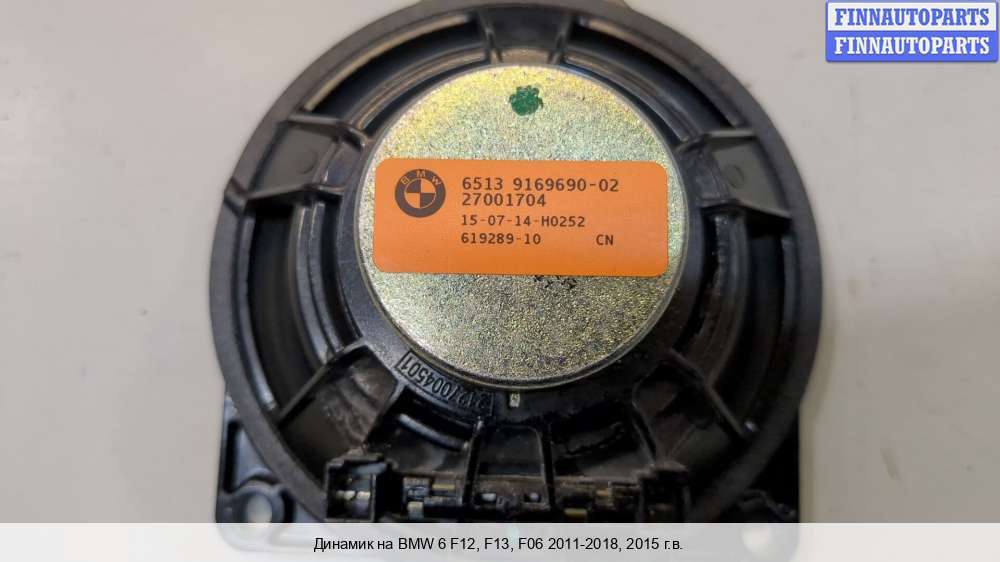 FINNAUTOPARTS
FINNAUTOPARTS
BMW
6513 9169690-02
27001704
15-07-14-H0252
619289-10 CN
27004501
Динамик на BMW 6 F12, F13, F06 2011-2018, 2015 г.в.